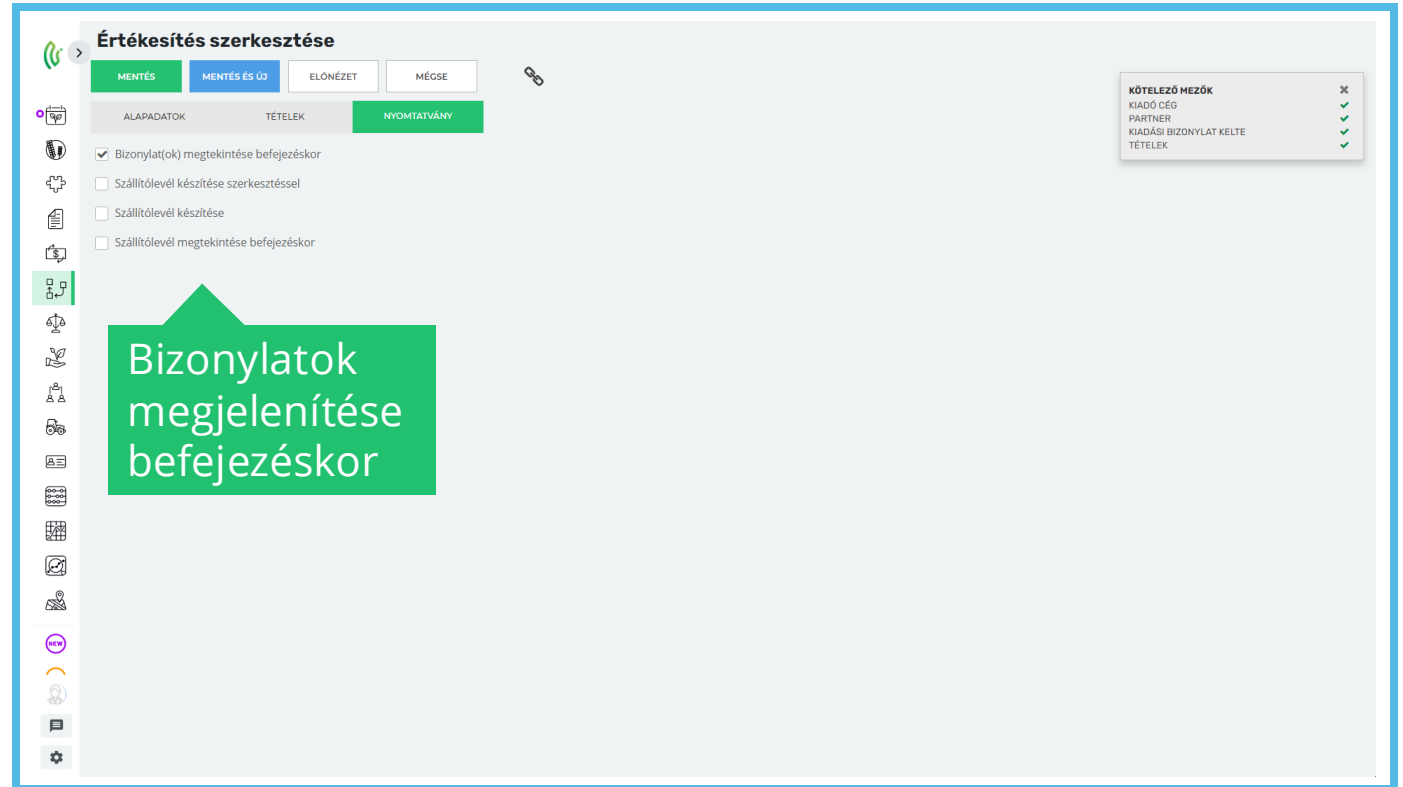 Értékesítés szerkesztése
MENTÉS
MENTÉS ÉS ÚJ
ELŐNÉZET
MÉGSE
ALAPADATOK
TÉTELEK
NYOMTATVÁNY
Bizonylat(ok) megtekintése befejezéskor
Szállítólevél készítése szerkesztéssel
Szállítólevél készítése
Szállítólevél megtekintése befejezéskor
KÖTELEZŐ MEZŐK
KIADÓ CÉG
PARTNER
KIADÁSI BIZONYLAT KELTE
TÉTELEK
Bizonylatok
megjelenítése
befejezéskor
NEW